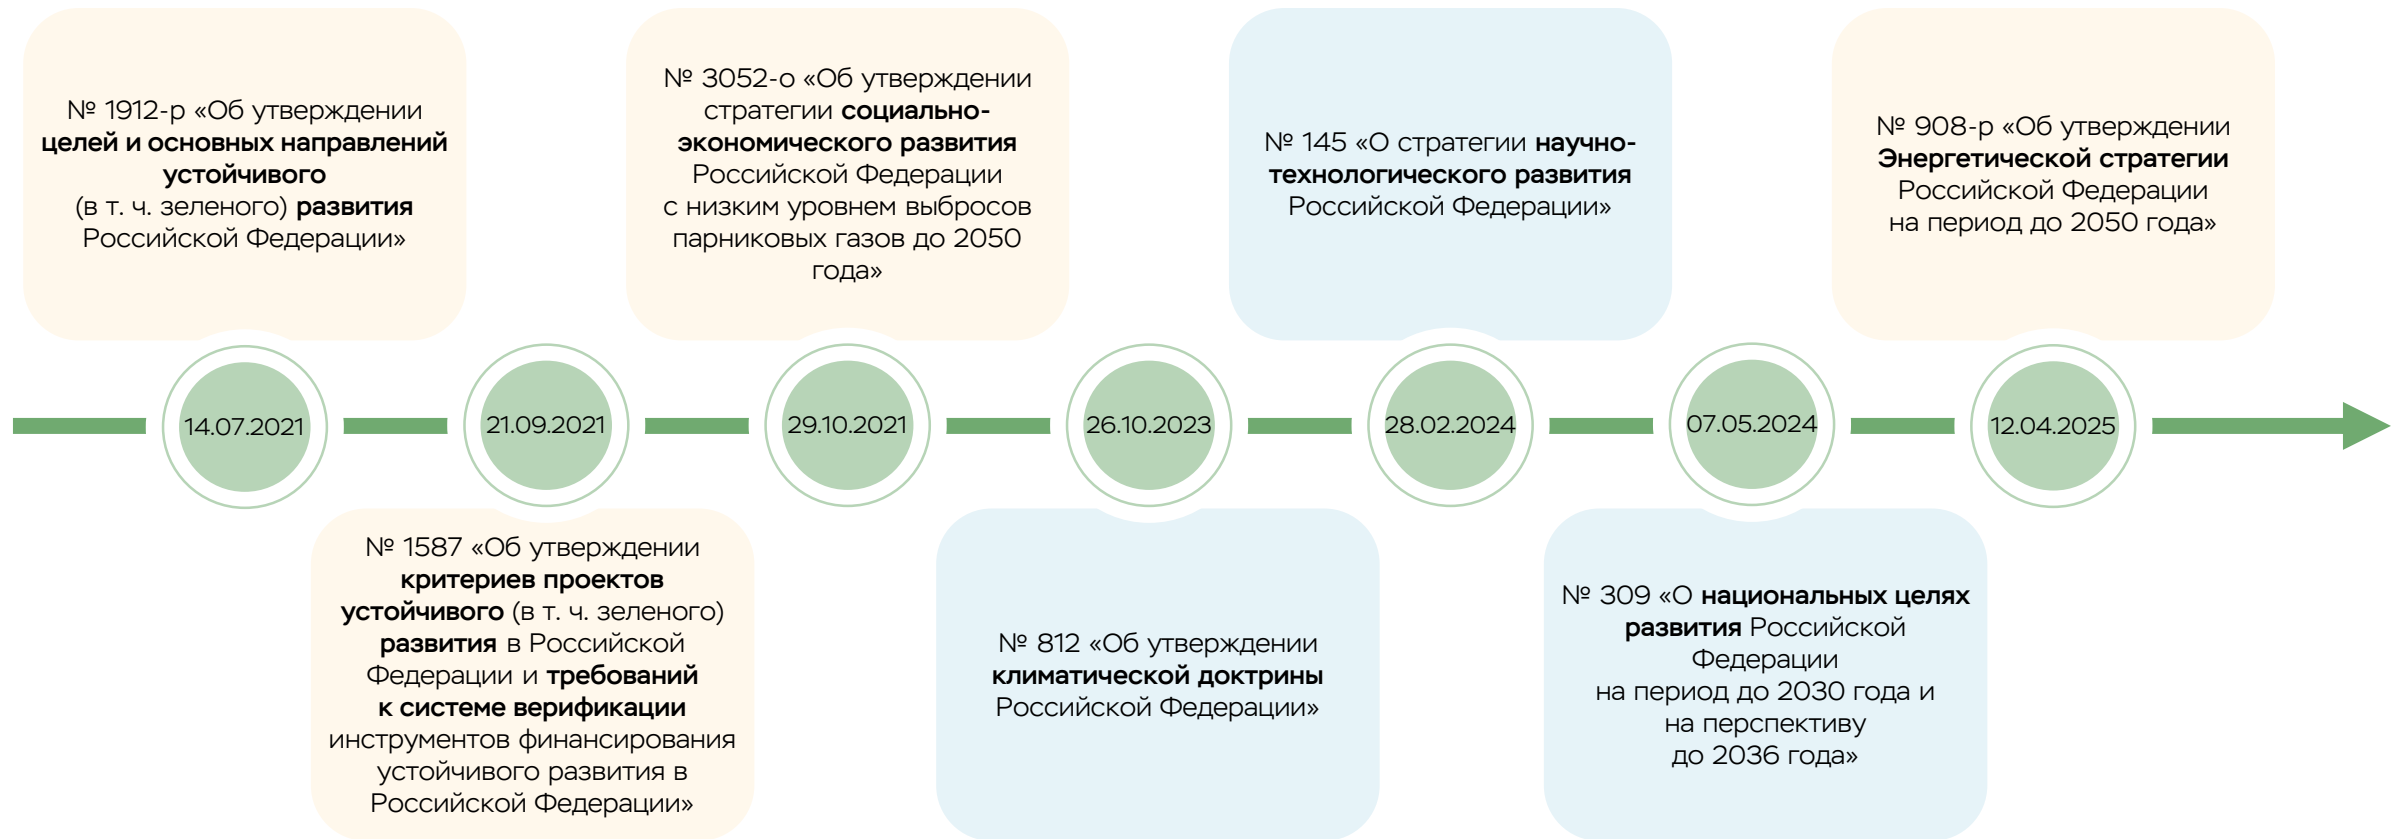 № 1912-р «Об утверждении
целей и основных направлений
устойчивого
(в т. ч. зеленого) развития
Российской Федерации»
№ 3052-о «Об утверждении
стратегии социально-
экономического развития
Российской Федерации
с низким уровнем выбросов
парниковых газов до 2050
года»
№ 145 «О стратегии научно-
технологического развития
Российской Федерации»
№ 908-р «Об утверждении
Энергетической стратегии
Российской Федерации
на период до 2050 года»
14.07.2021
21.09.2021
29.10.2021
26.10.2023
28.02.2024
07.05.2024
12.04.2025
№ 1587 «Об утверждении
критериев проектов
устойчивого (в т. ч. зеленого)
развития в Российской
Федерации и требований
к системе верификации
инструментов финансирования
устойчивого развития в
Российской Федерации»
№ 812 «Об утверждении
климатической доктрины
Российской Федерации»
№ 309 «О национальных целях
развития Российской
Федерации
на период до 2030 года и
на перспективу
до 2036 года»